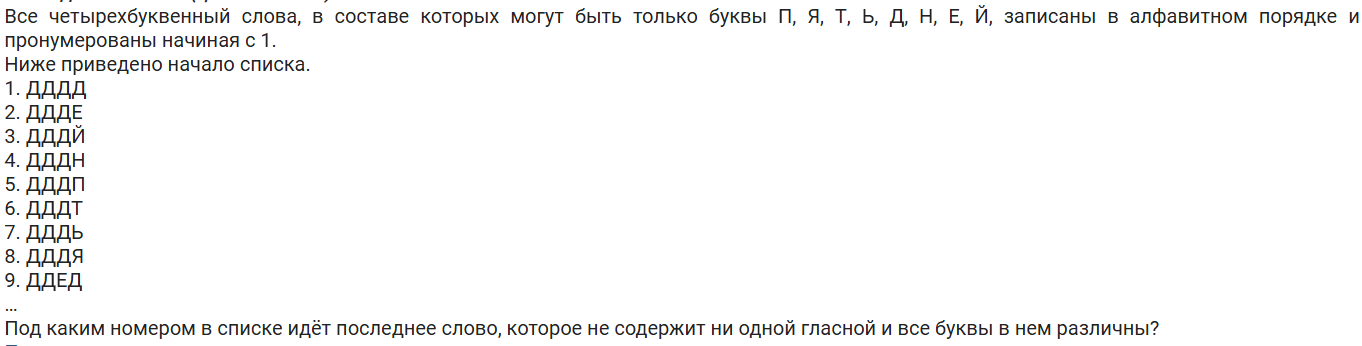 Все четырехбуквенный слова, в составе которых могут быть только буквы П, Я, Т, Ь, Д, Н, Е, Й, записаны в алфавитном порядке и
пронумерованы начиная с 1.
Ниже приведено начало списка.
1. ДДДД
2. ДДДЕ
3. ДДДЙ
4. ДДДН
5. ДДДП
6. ДДДТ
7. ДДДЬ
8. ДДДЯ
9. ДДЕД
...
Под каким номером в списке идёт последнее слово, которое не содержит ни одной гласной и все буквы в нем различны?